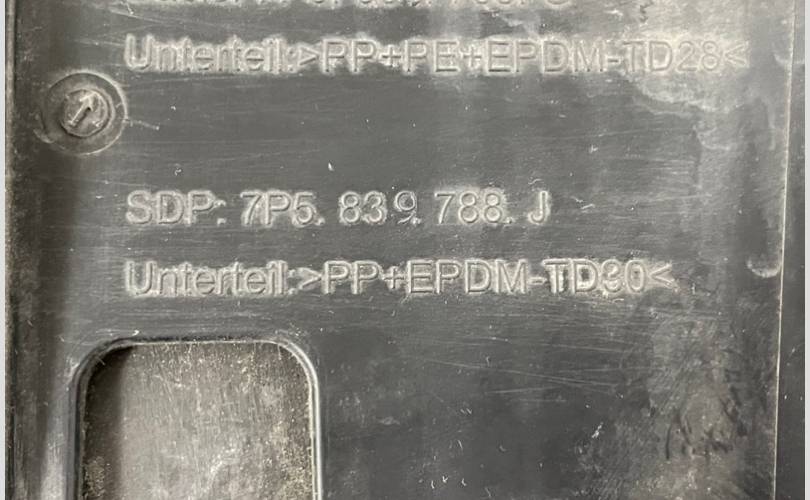 Unterteil:>PP+PE+EPDM-TD28<
SDP: 7P5. 839. 788. J
Unterteil:>PP+EPDM-TD30<